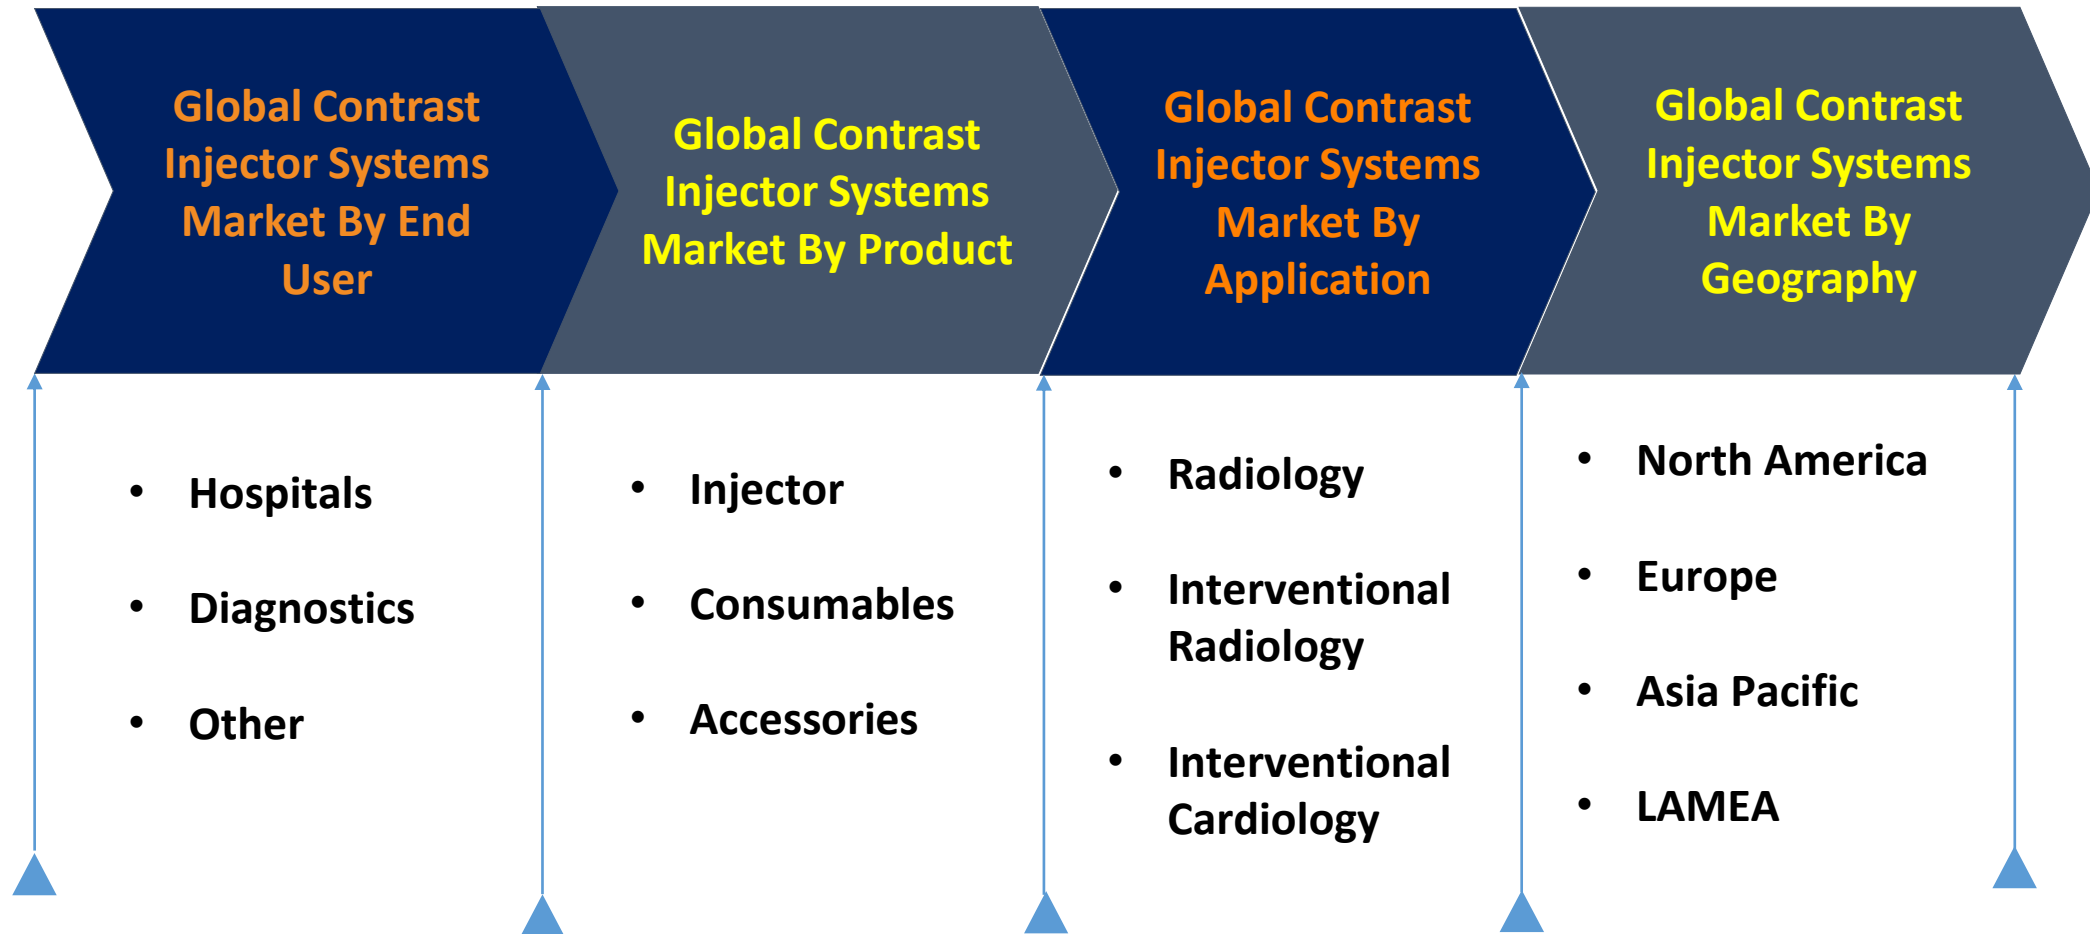 Global Contrast
Injector Systems
Market By End
User
Global Contrast
Injector Systems
Market By Product
Global Contrast
Injector Systems
Market By
Application
Global Contrast
Injector Systems
Market By
Geography
• Hospitals
• Diagnostics
• Other
• Injector
• Consumables
• Accessories
• Radiology
• Interventional
Radiology
• Interventional
Cardiology
• North America
• Europe
• Asia Pacific
• LAMEA